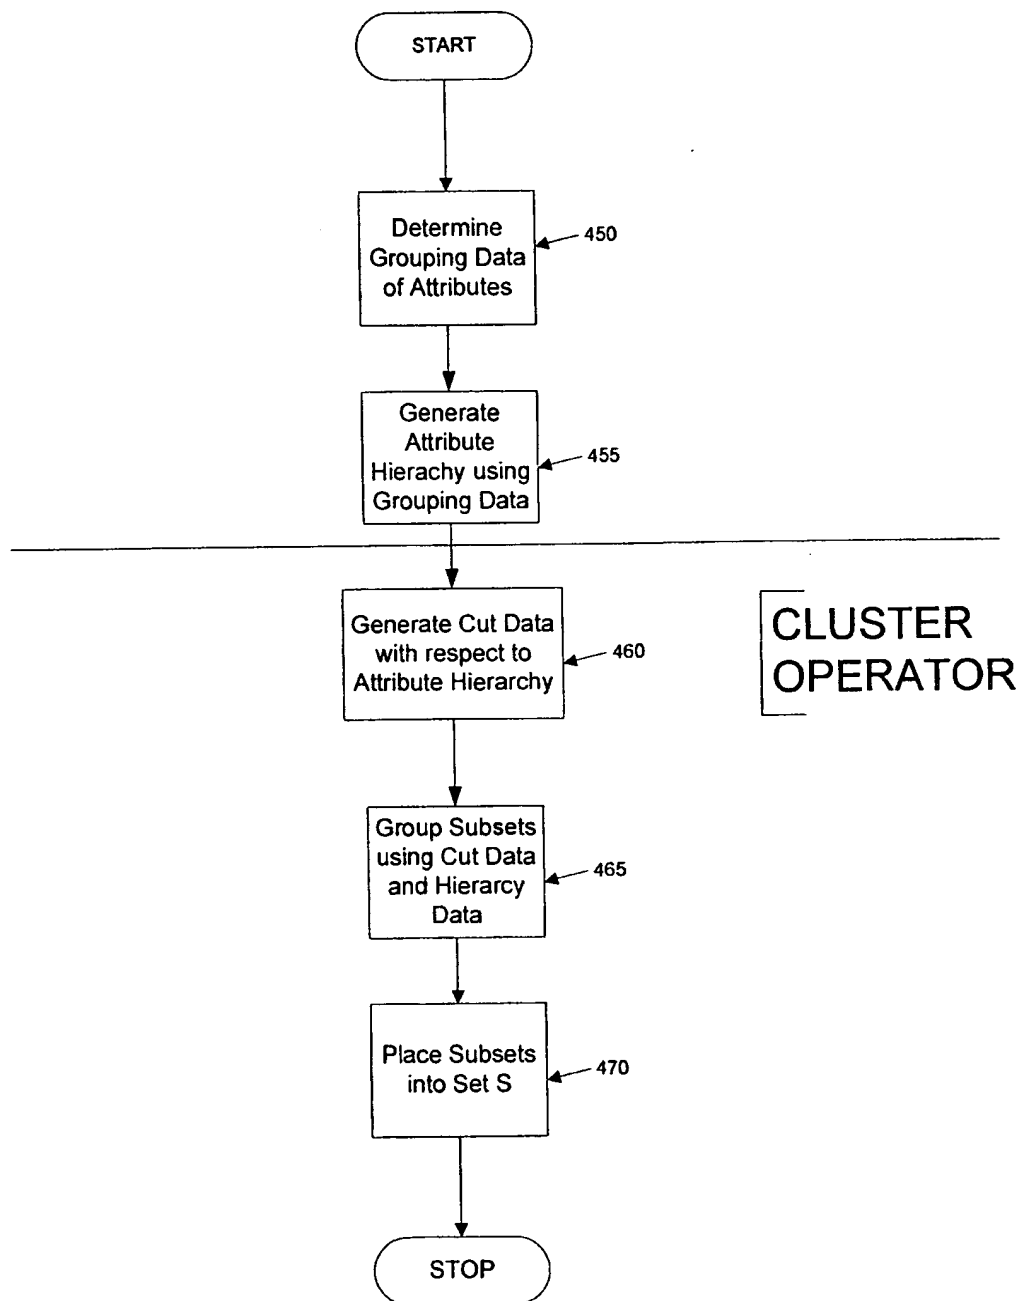 START
Determine
Grouping Data
of Attributes
450
Generate
Attribute
Hierachy using
Grouping Data
455
Generate Cut Data
with respect to
Attribute Hierarchy
460
CLUSTER
OPERATOR
Group Subsets
using Cut Data
and Hierarcy
Data
465
Place Subsets
into Set S
470
STOP